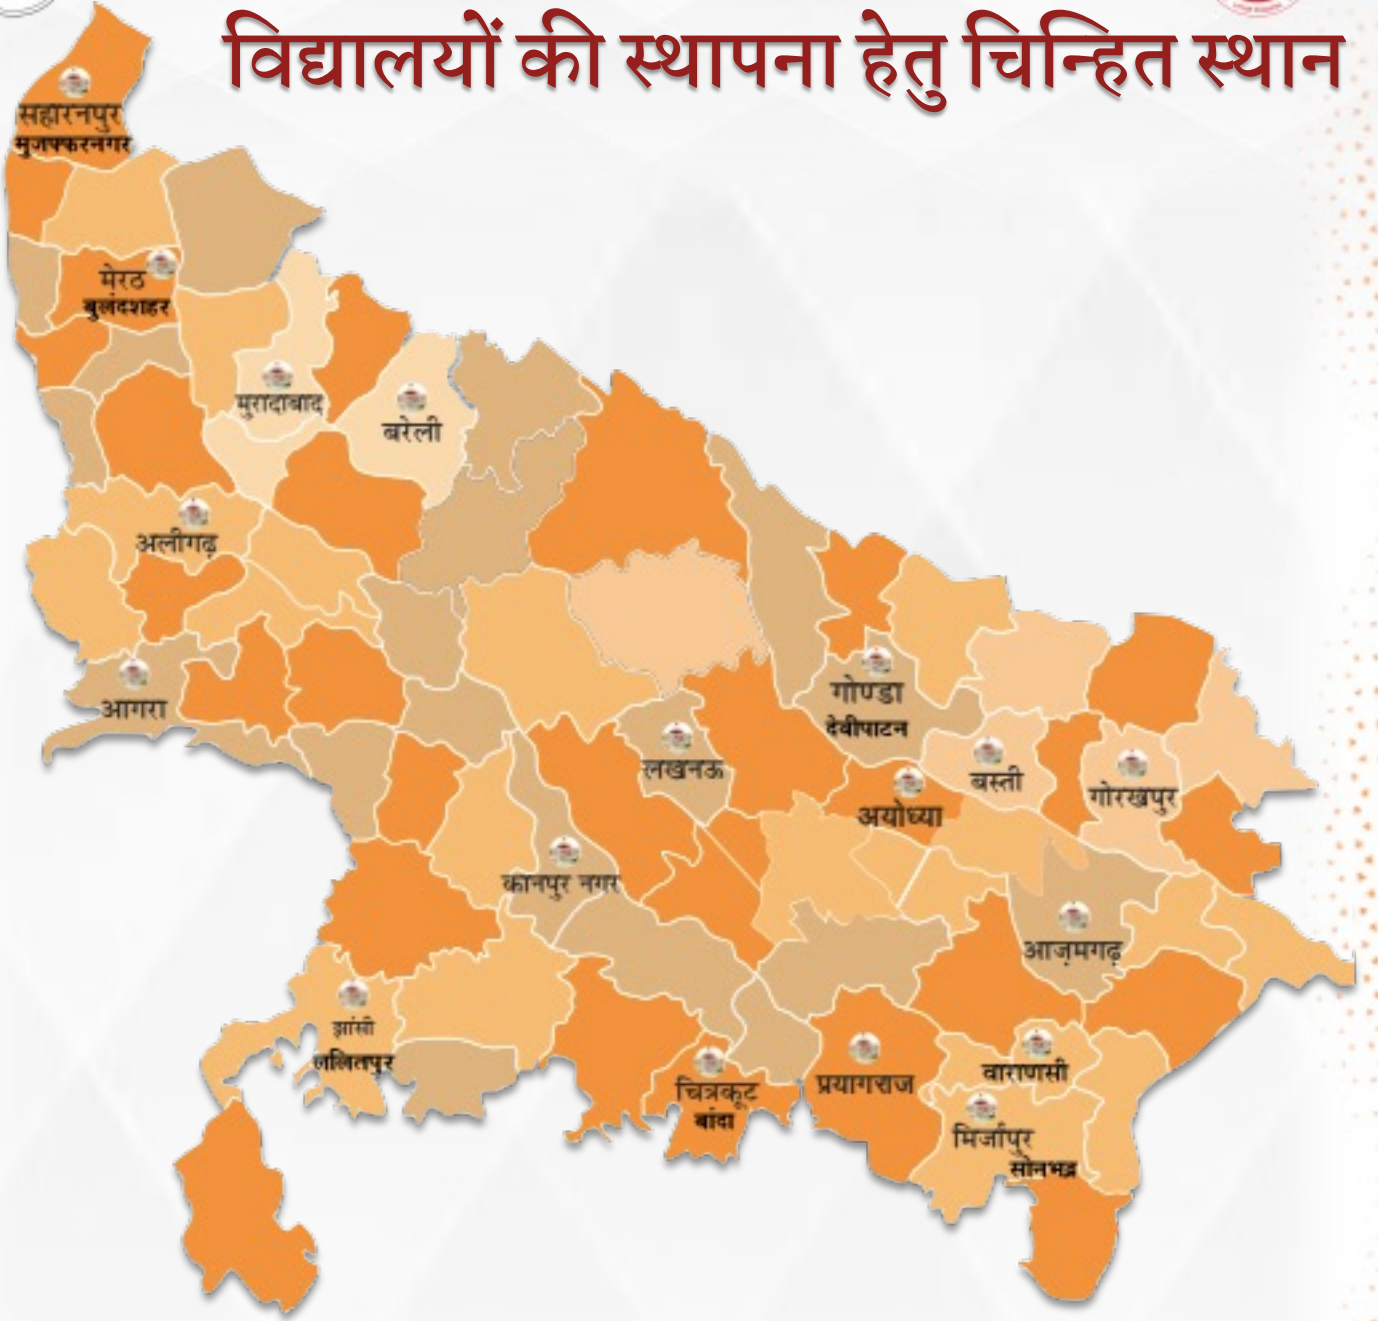 विद्यालयों की स्थापना हेतु चिन्हित स्थान
सहारनपुर
मुजफ्फरनगर
मेरठ
बुलंदशहर
मुरादाबाद
बरेली
अलीगढ़
आगरा
गोण्डा
देवीपाटन
लखनऊ
बस्ती
गोरखपुर
अयोध्या
कानपुर नगर
आज़मगढ़
झांसी
ललितपुर
वाराणसी
चित्रकूट
बांदा
प्रयागराज
मिर्जापुर
सोनभद्र